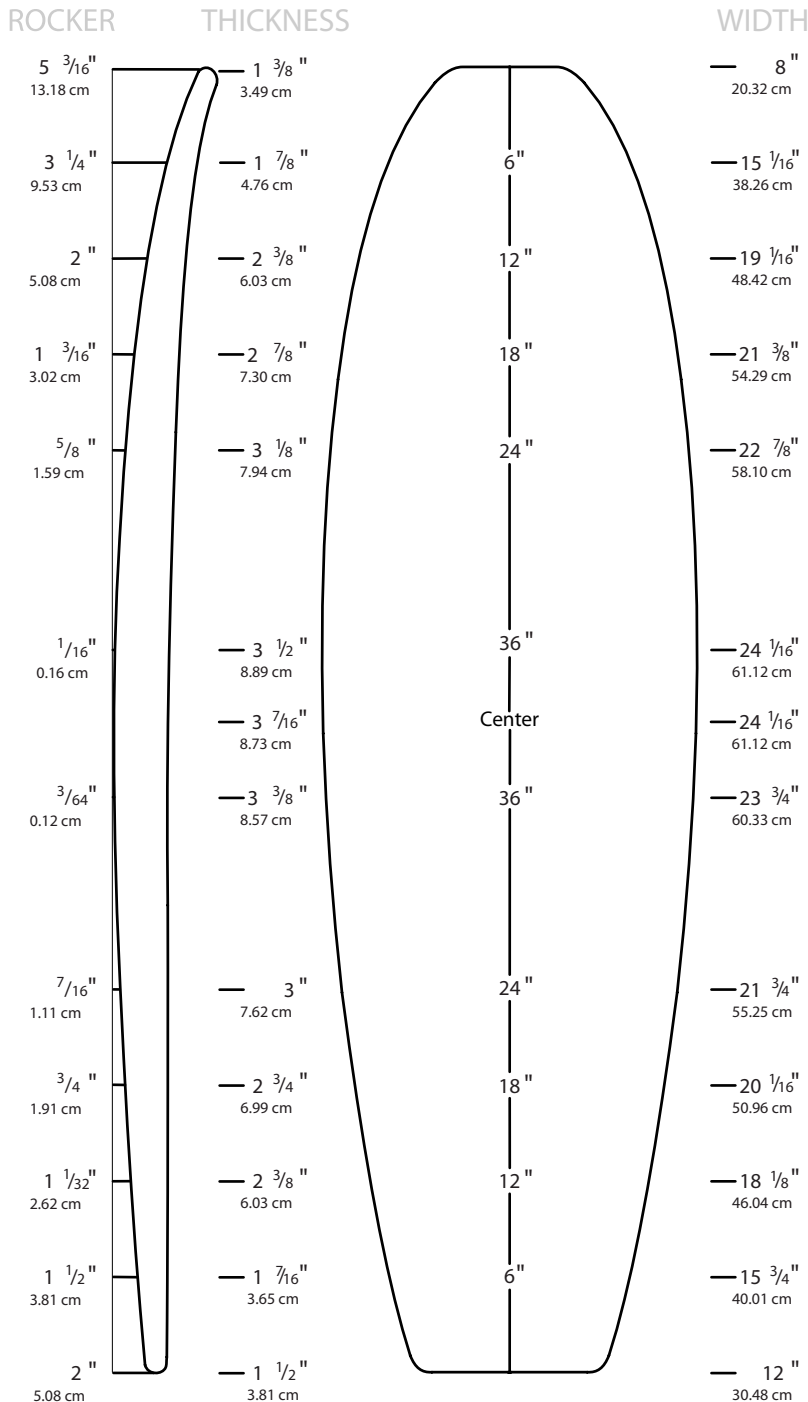 ROCKER THICKNESS WIDTH
5 3/16" 1 3/8" 8"
13.18 cm 3.49 cm 20.32 cm
3 1/4" 1 7/8" 6" 15 1/16"
9.53 cm 4.76 cm 38.26 cm
2" 2 3/8" 12" 19 1/16"
5.08 cm 6.03 cm 48.42 cm
1 3/16" 2 7/8" 18" 21 3/8"
3.02 cm 7.30 cm 54.29 cm
5/8" 3 1/8" 24" 22 7/8"
1.59 cm 7.94 cm 58.10 cm
1/16" 3 1/2" 36" 24 1/16"
0.16 cm 8.89 cm 61.12 cm
3 7/16" Center 24 1/16"
8.73 cm 61.12 cm
3/64" 3 3/8" 36" 23 3/4"
0.12 cm 8.57 cm 60.33 cm
7/16" 3" 24" 21 3/4"
1.11 cm 7.62 cm 55.25 cm
3/4" 2 3/4" 18" 20 1/16"
1.91 cm 6.99 cm 50.96 cm
1 1/32" 2 3/8" 12" 18 1/8"
2.62 cm 6.03 cm 46.04 cm
1 1/2" 1 7/16" 6" 15 3/4"
3.81 cm 3.65 cm 40.01 cm
2" 1 1/2" 12"
5.08 cm 3.81 cm 30.48 cm